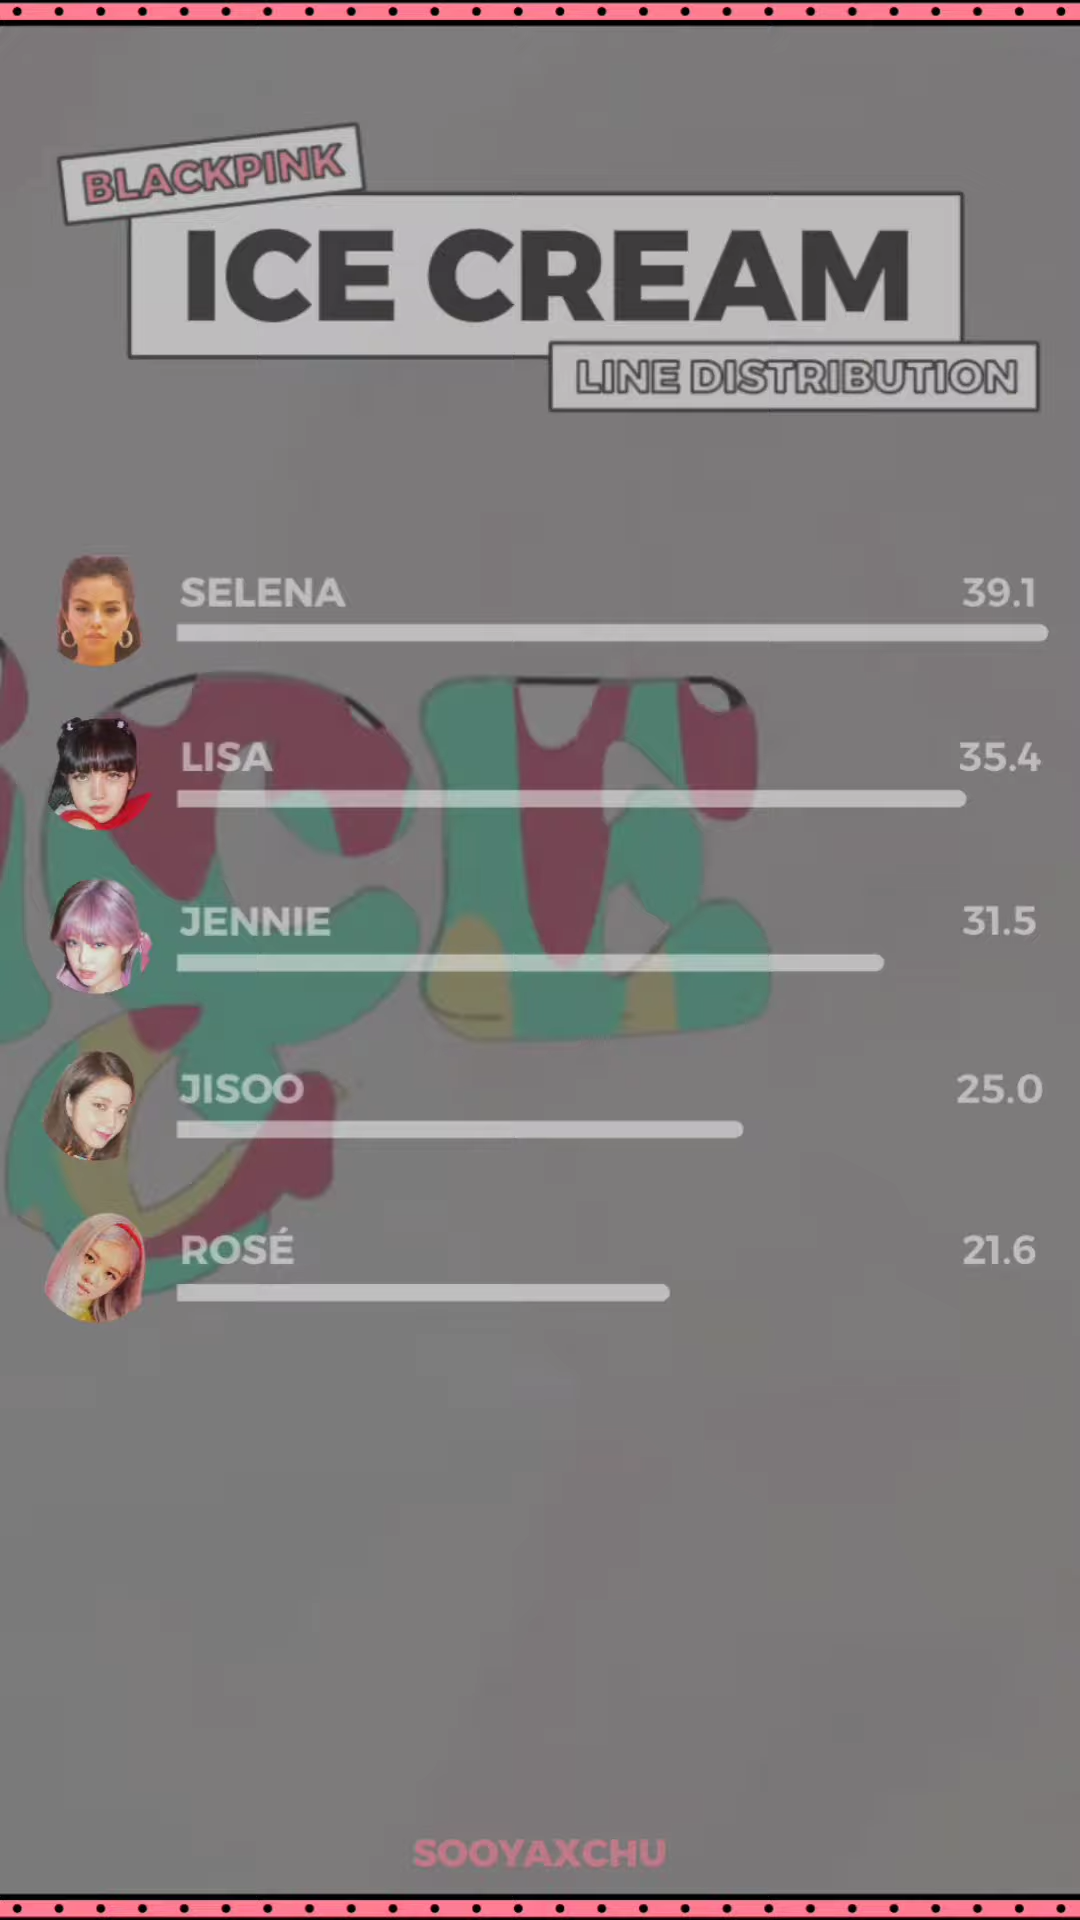 BLACKPINK
ICE CREAM
LINE DISTRIBUTION
SELENA 39.1
LISA 35.4
JENNIE 31.5
JISOO 25.0
ROSÉ 21.6
SOOYAXCHU